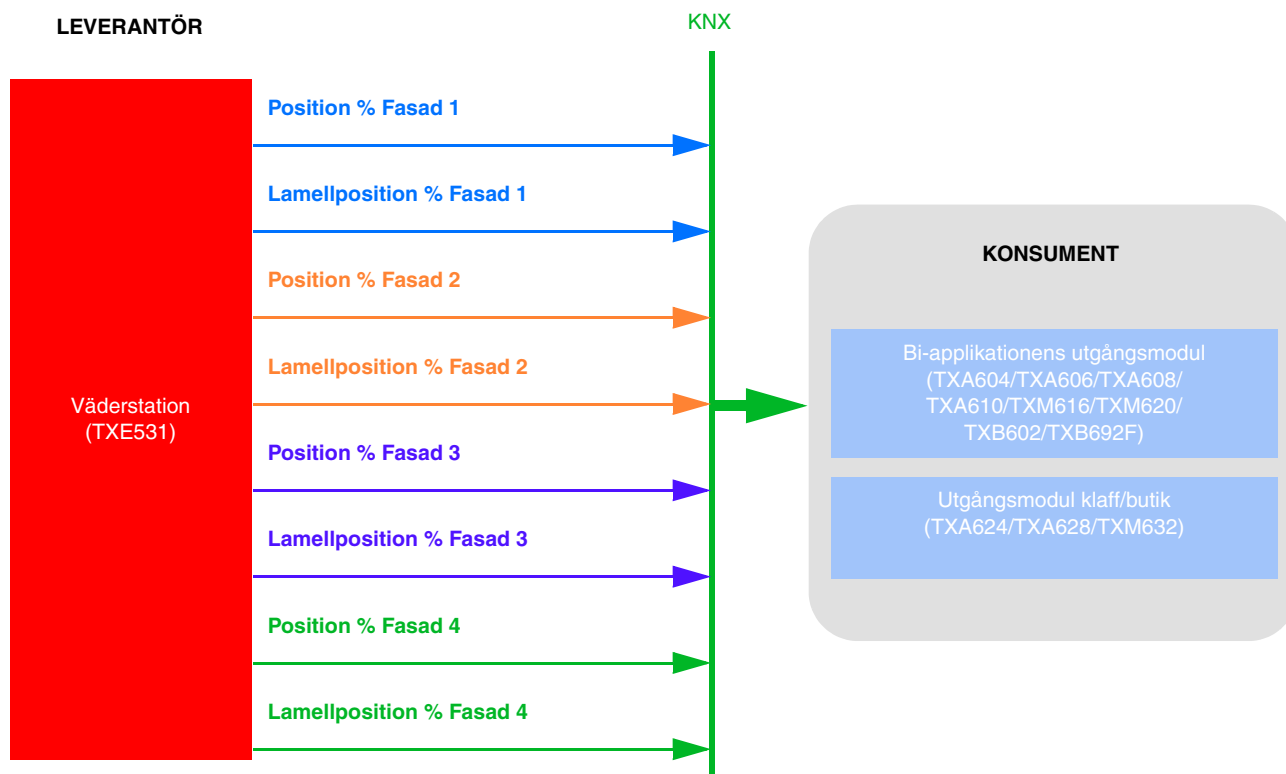 LEVERANTÖR
KNX
Position % Fasad 1
Lamellposition % Fasad 1
Position % Fasad 2
Lamellposition % Fasad 2
Position % Fasad 3
Lamellposition % Fasad 3
Position % Fasad 4
Lamellposition % Fasad 4
Väderstation
(TXE531)
KONSUMENT
Bi-applikationens utgångsmodul
(TXA604/TXA606/TXA608/
TXA610/TXM616/TXM620/
TXB602/TXB692F)
Utgångsmodul klaff/butik
(TXA624/TXA628/TXM632)